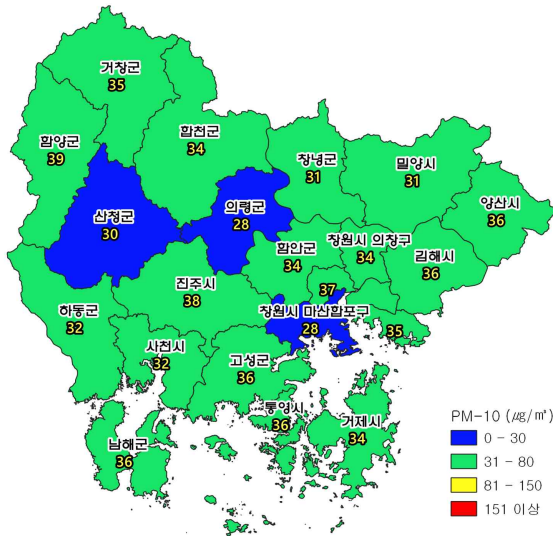 거창군
35
함양군
39
합천군
34
창녕군
31
밀양시
31
양산시
36
산청군
30
의령군
28
함안군
34
창원시 의창구
34
김해시
36
진주시
38
37
창원시 마산합포구
28
35
하동군
32
사천시
32
고성군
36
통영시
36
거제시
34
남해군
36
PM-10 (㎍/㎥)
0 - 30
31 - 80
81 - 150
151 이상